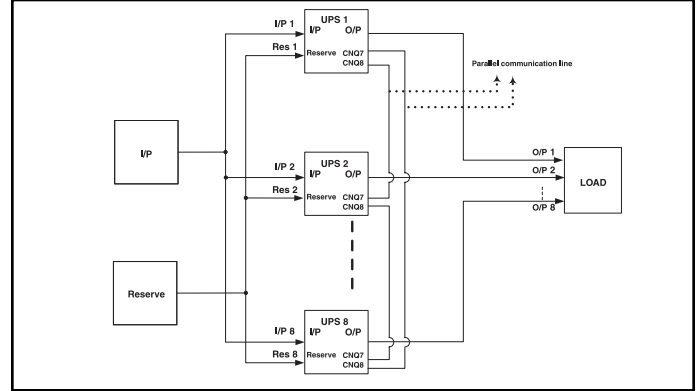 I/P 1
UPS 1
I/P O/P
Res 1
Reserve CNQ7
CNQ8
Parallel communication line
I/P
I/P 2
UPS 2
I/P O/P
Res 2
Reserve CNQ7
CNQ8
O/P 1
O/P 2
O/P 8
LOAD
Reserve
I/P 8
UPS 8
I/P O/P
Res 8
Reserve CNQ7
CNQ8